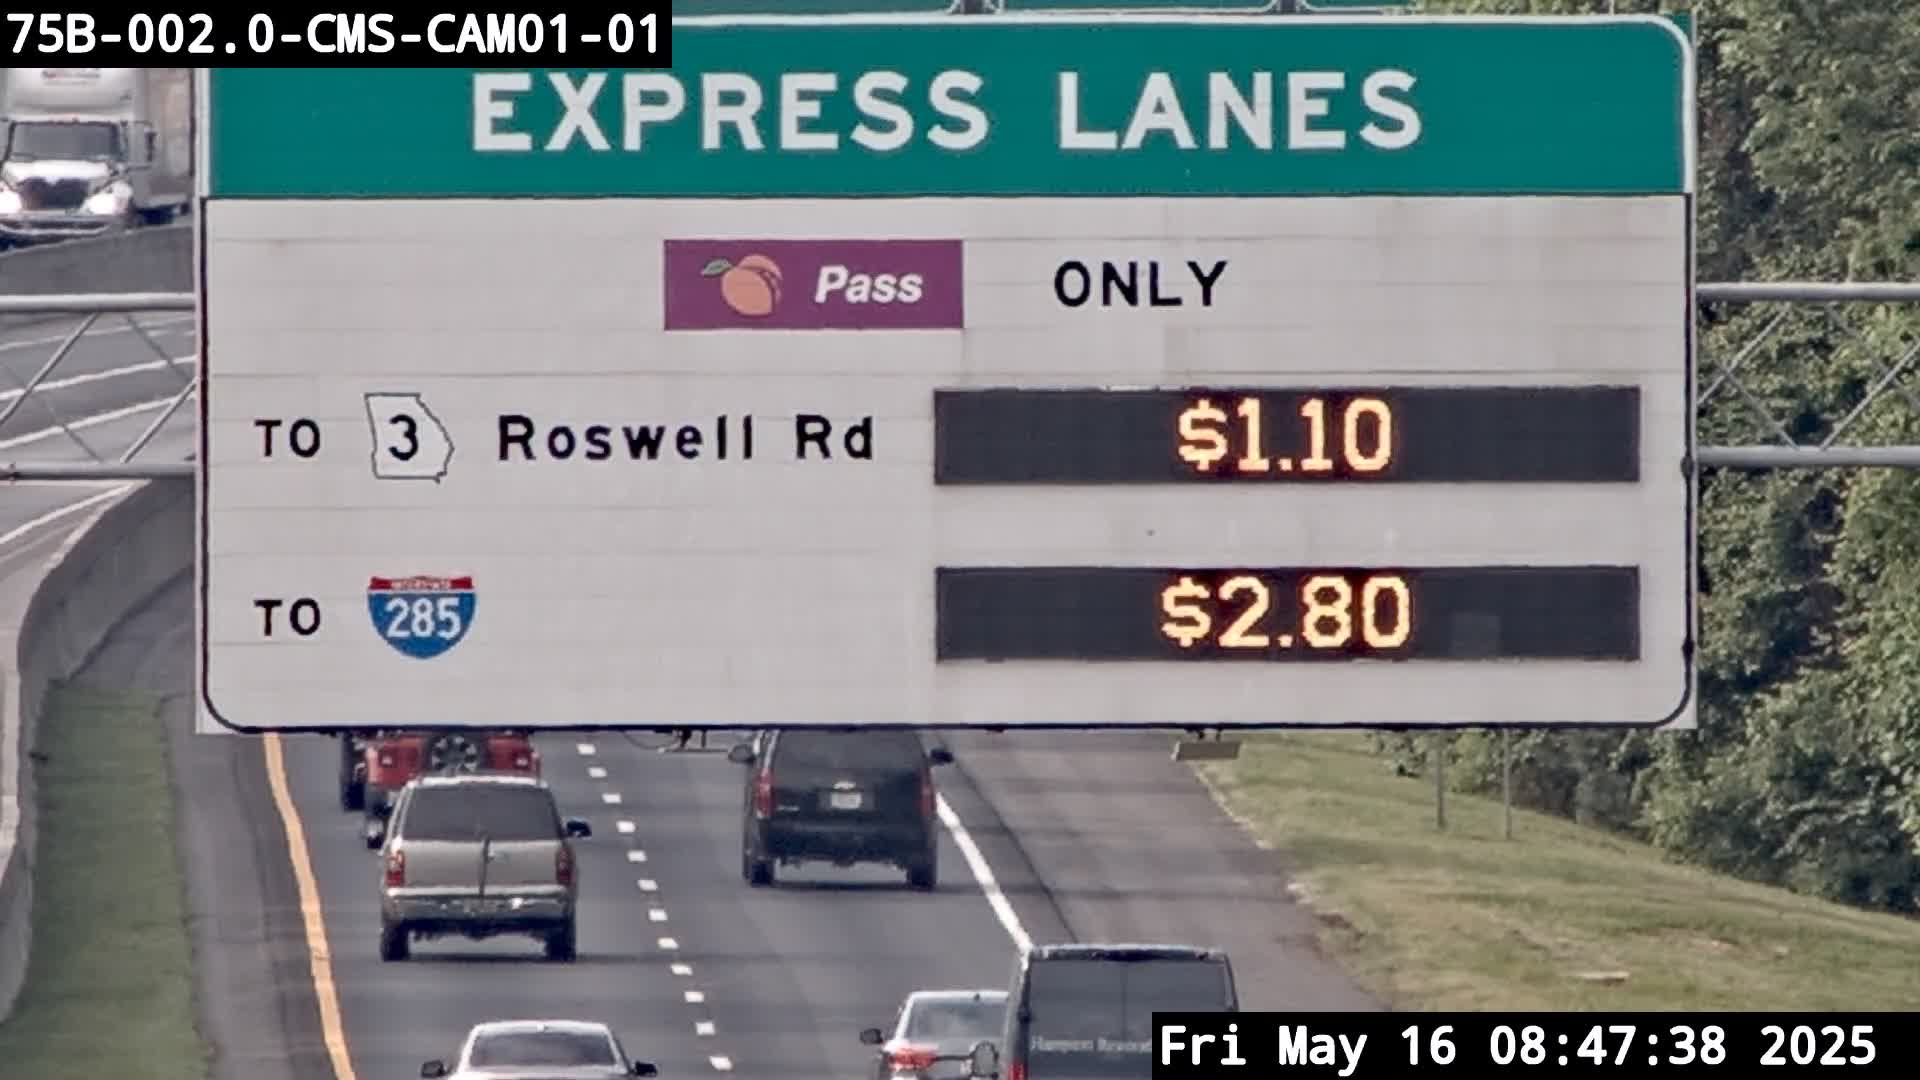 75B-002.0-CMS-CAM01-01
EXPRESS LANES
Pass ONLY
TO 3 Roswell Rd $1.10
TO 285 $2.80
Fri May 16 08:47:38 2025